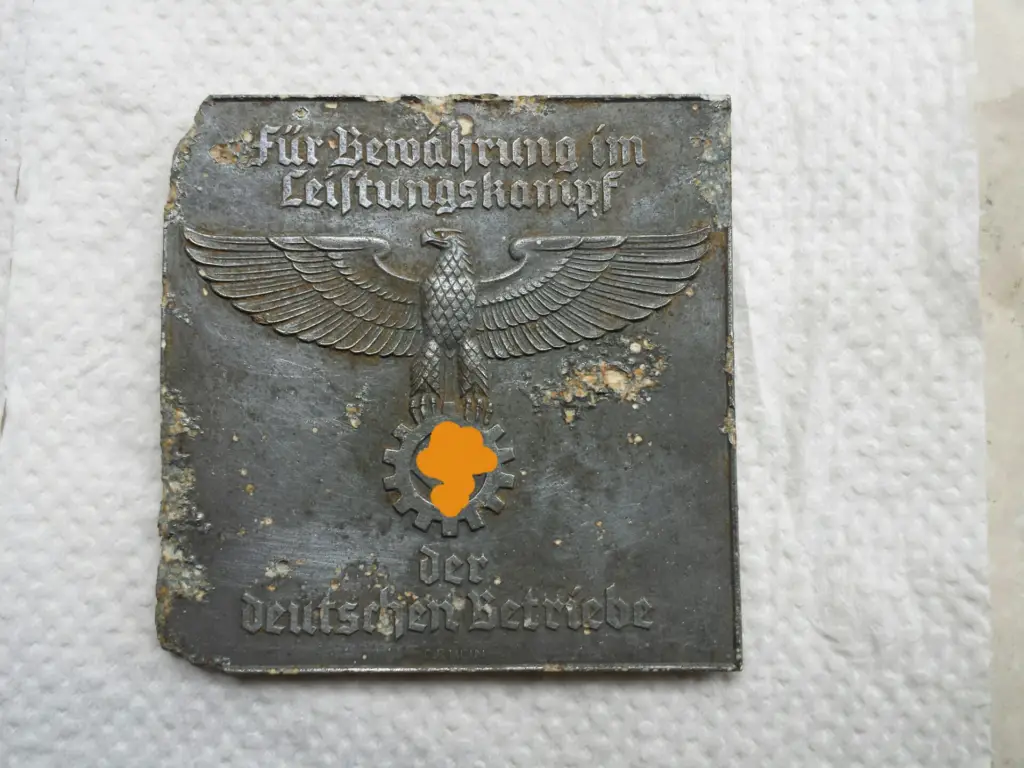 Für Bewährung im
Leiſtungskampf
der
deutſchen Betriebe